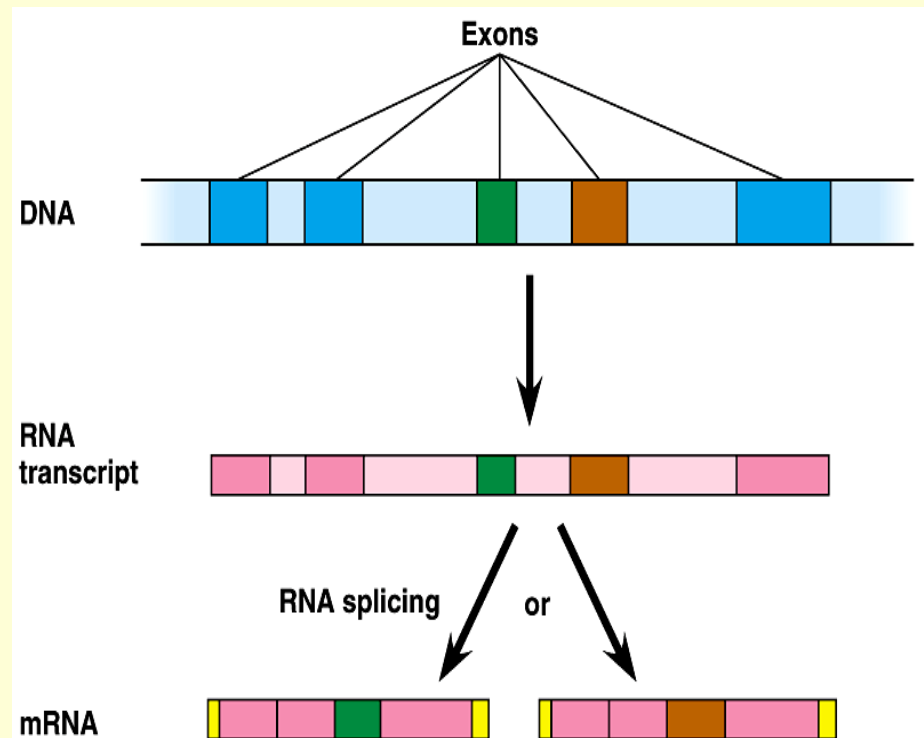 Exons
DNA
RNA
transcript
RNA splicing
or
mRNA